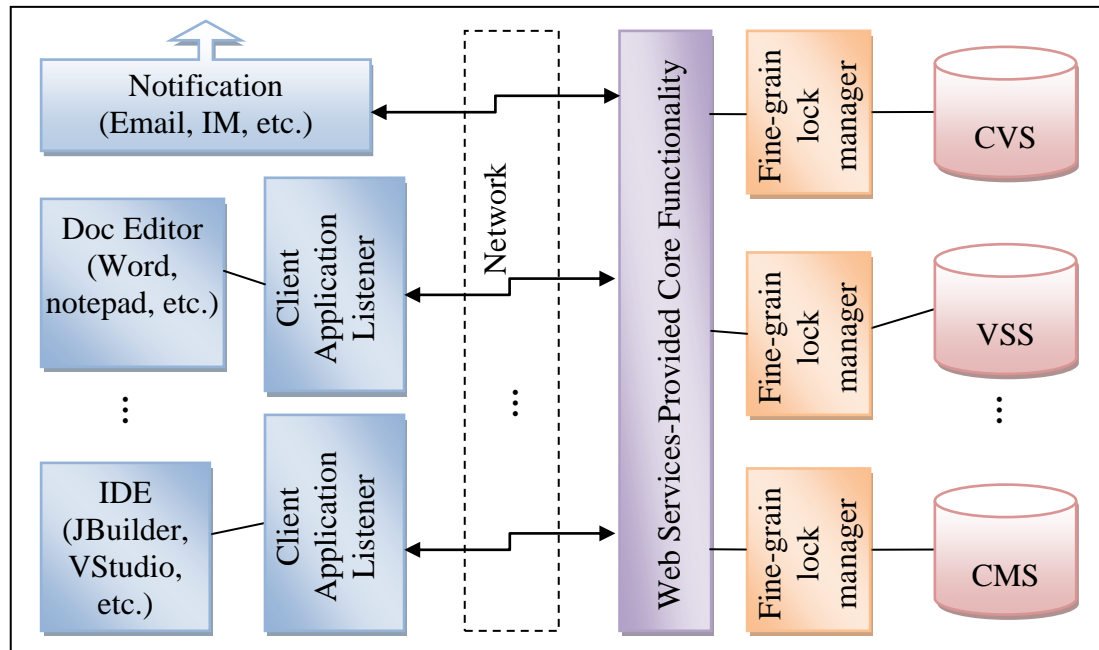 Notification
(Email, IM, etc.)
Doc Editor
(Word,
notepad, etc.)
Client
Application
Listener
...
IDE
(JBuilder,
VStudio,
etc.)
Client
Application
Listener
Network
...
Web Services-Provided Core Functionality
Fine-grain
lock
manager
CVS
Fine-grain
lock
manager
VSS
...
Fine-grain
lock
manager
CMS